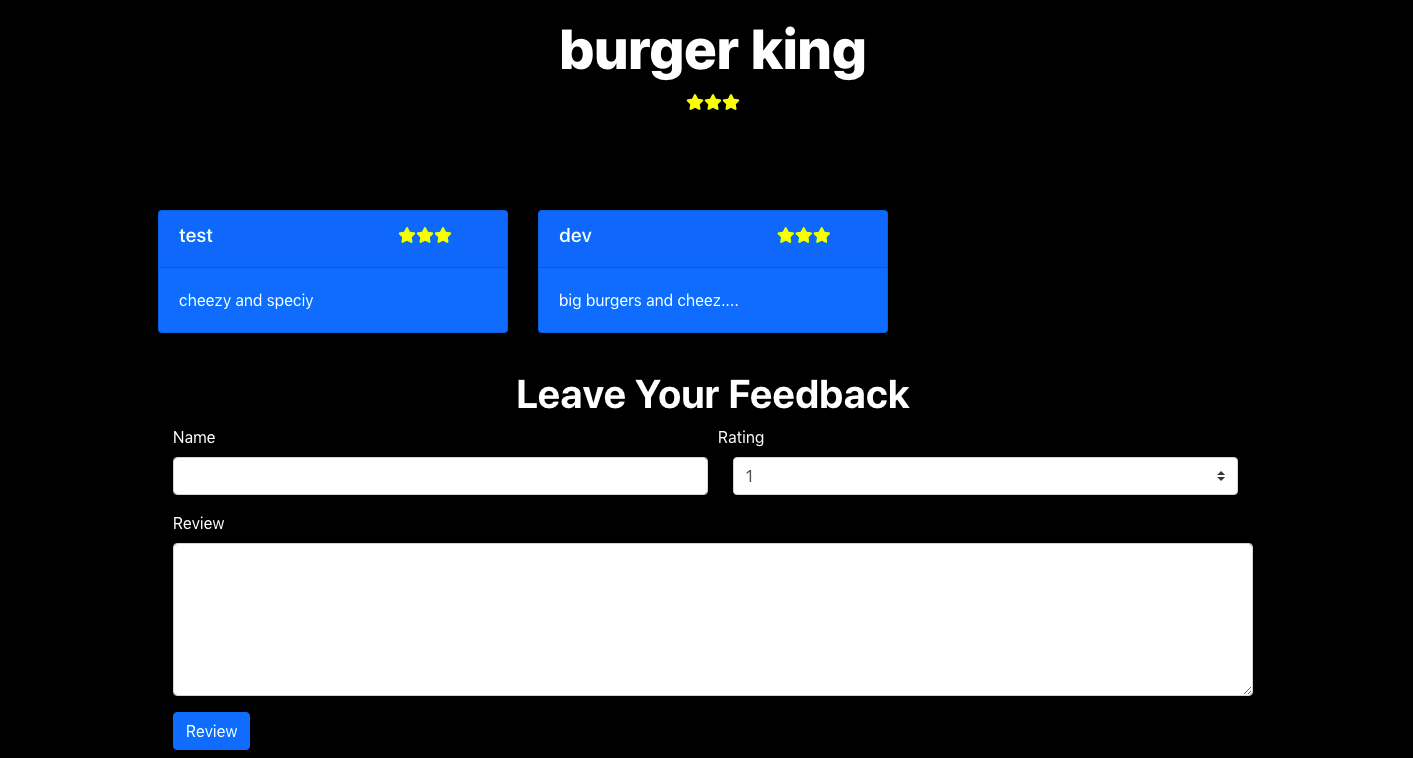 burger king
test
cheezy and speciy
dev
big burgers and cheez....
Leave Your Feedback
Name
Rating
1
Review
Review